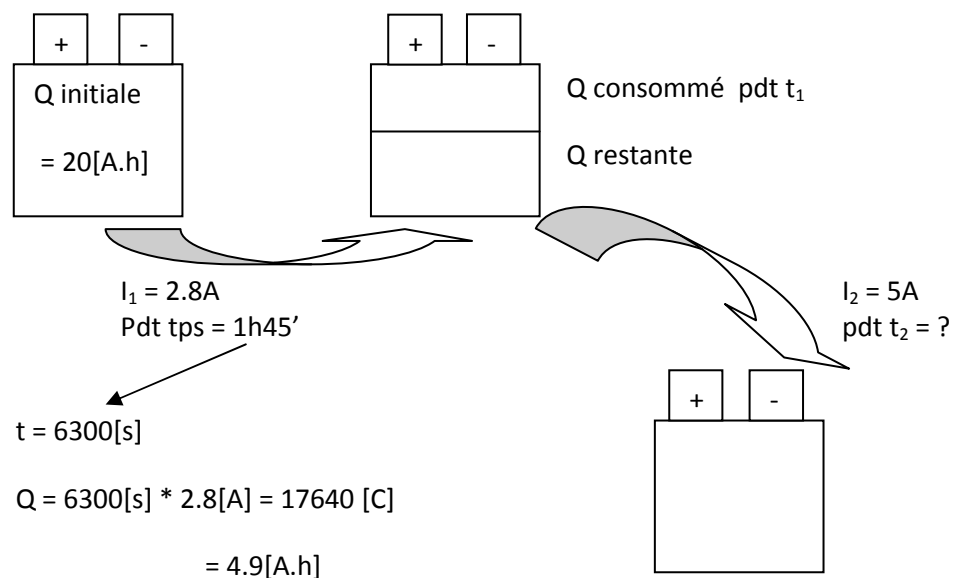 + -
Q initiale
= 20[A.h]
+ -
Q consommé pdt t₁
Q restante
I₁ = 2.8A
Pdt tps = 1h45’
I₂ = 5A
pdt t₂ = ?
t = 6300[s]
Q = 6300[s] * 2.8[A] = 17640 [C]
= 4.9[A.h]
+ -